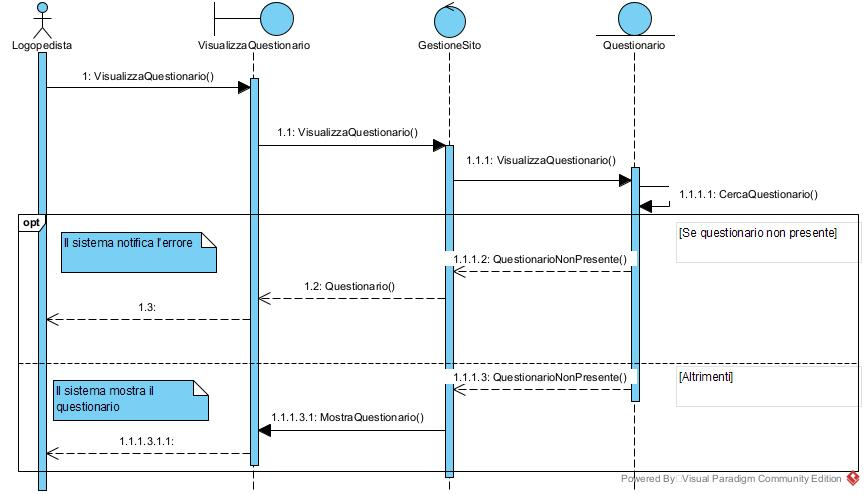 Logopedista
VisualizzaQuestionario
GestioneSito
Questionario
1: VisualizzaQuestionario()
1.1: VisualizzaQuestionario()
1.1.1: VisualizzaQuestionario()
1.1.1.1: CercaQuestionario()
opt
[Se questionario non presente]
Il sistema notifica l'errore
1.1.1.2: QuestionarioNonPresente()
1.2: Questionario()
1.3:
[Altrimenti]
1.1.1.3: QuestionarioNonPresente()
Il sistema mostra il
questionario
1.1.1.3.1: MostraQuestionario()
1.1.1.3.1.1:
Powered By Visual Paradigm Community Edition